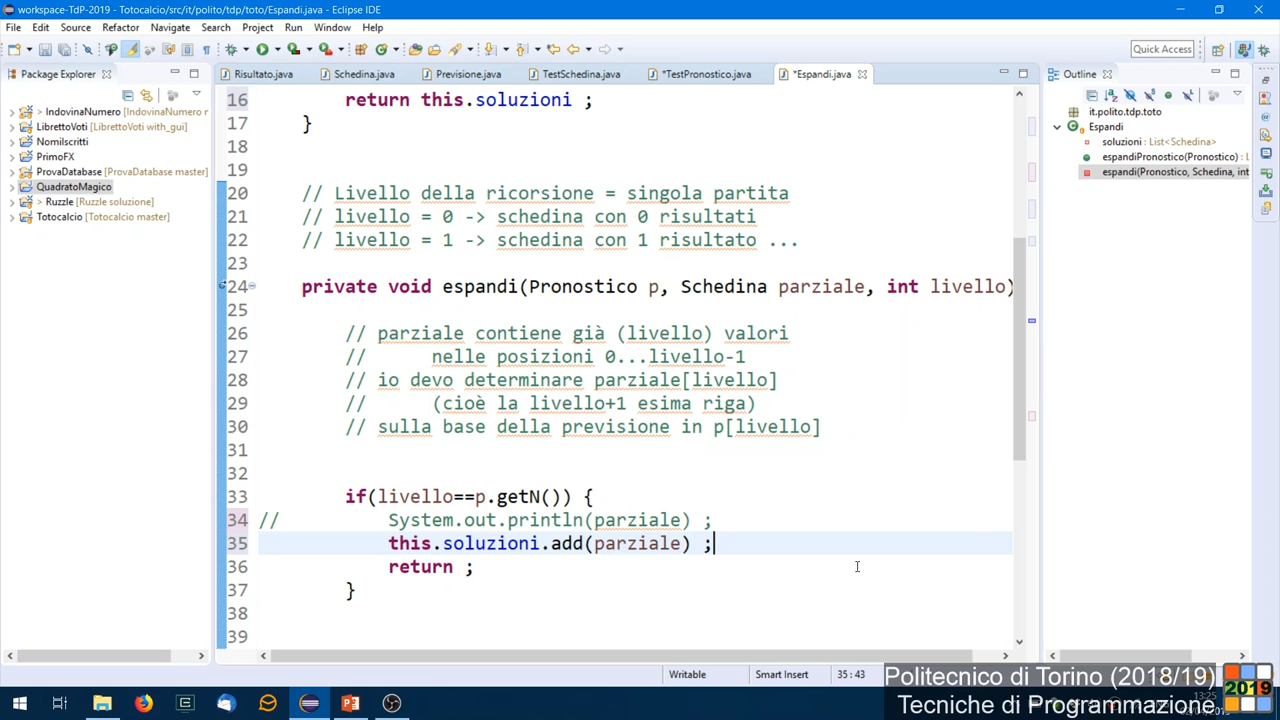 workspace-TdP-2019 - Totocalcio/src/it/polito/tdp/toto/Espandi.java - Eclipse IDE
File Edit Source Refactor Navigate Search Project Run Window Help
Quick Access
Package Explorer
Risultato.java Schedina.java Previsione.java TestSchedina.java *TestPronostico.java *Espandi.java
Outline
> IndovinaNumero [IndovinaNumero r
LibrettoVoti [LibrettoVoti with_gui]
NomiIscritti
PrimoFX
ProvaDatabase [ProvaDatabase master]
QuadratoMagico
> Ruzzle [Ruzzle soluzione]
Totocalcio [Totocalcio master]
16 return this.soluzioni ;
17 }
18
19
20 // Livello della ricorsione = singola partita
21 // livello = 0 -> schedina con 0 risultati
22 // livello = 1 -> schedina con 1 risultato ...
23
24 private void espandi(Pronostico p, Schedina parziale, int livello)
25
26 // parziale contiene già (livello) valori
27 // nelle posizioni 0...livello-1
28 // io devo determinare parziale[livello]
29 // (cioè la livello+1 esima riga)
30 // sulla base della previsione in p[livello]
31
32
33 if(livello==p.getN()) {
34 // System.out.println(parziale) ;
35 this.soluzioni.add(parziale) ;
36 return ;
37 }
38
39
it.polito.tdp.toto
Espandi
soluzioni : List<Schedina>
espandiPronostico(Pronostico) : L
espandi(Pronostico, Schedina, int
Writable Smart Insert 35 : 43
Politecnico di Torino (2018/19)
Tecniche di Programmazione
2019
13:25